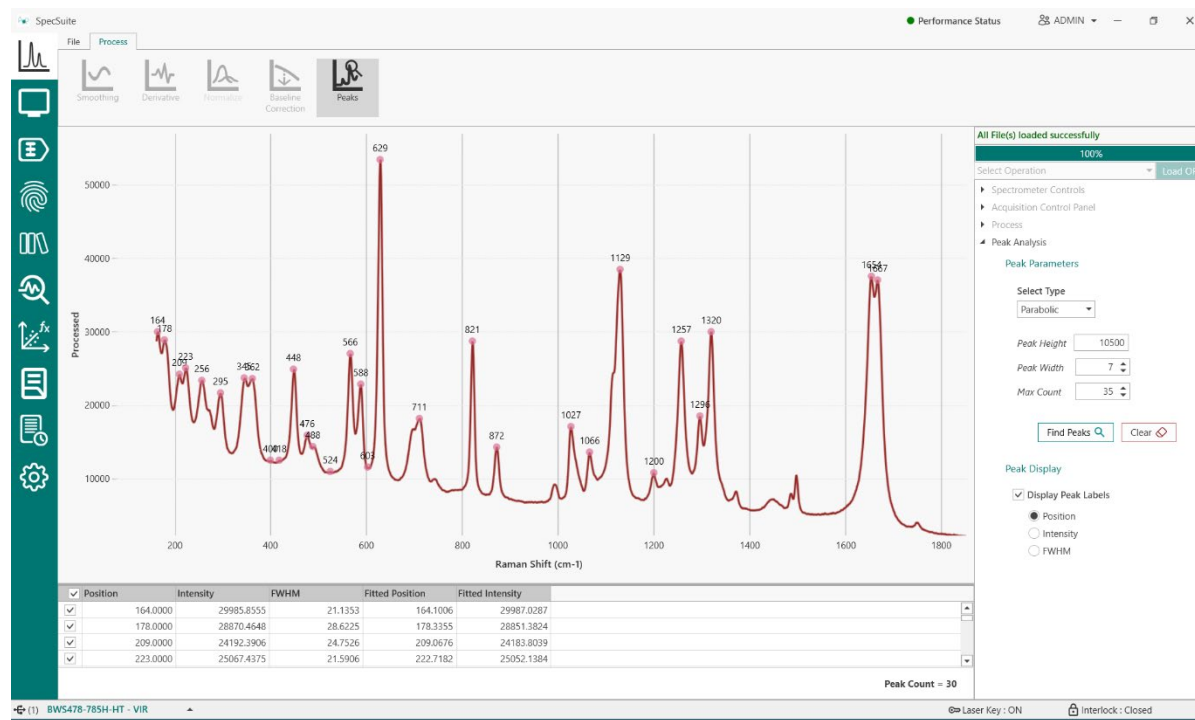 SpecSuite
Performance Status
ADMIN
File Process
Smoothing Derivative Normalize Baseline Correction Peaks
All File(s) loaded successfully
100%
Select Operation
Spectrometer Controls
Acquisition Control Panel
Process
Peak Analysis
Peak Parameters
Select Type
Parabolic
Peak Height 10500
Peak Width 7
Max Count 35
Find Peaks Clear
Peak Display
Display Peak Labels
Position
Intensity
FWHM
Processed
50000
40000
30000
20000
10000
164 178 209 223 256 295 345 362 400 418 448 476 488 524 566 588 603 629 711 821 872 1027 1066 1129 1200 1257 1296 1320 1654 1667
200 400 600 800 1000 1200 1400 1600 1800
Raman Shift (cm-1)
Position Intensity FWHM Fitted Position Fitted Intensity
164.0000 29985.8555 21.1353 164.1006 29987.0287
178.0000 28870.4648 28.6225 178.3355 28851.3824
209.0000 24192.3906 24.7526 209.0676 24183.8039
223.0000 25067.4375 21.5906 222.7182 25052.1384
Peak Count = 30
(1) BWS478-785H-HT - VIR
Laser Key : ON
Interlock : Closed